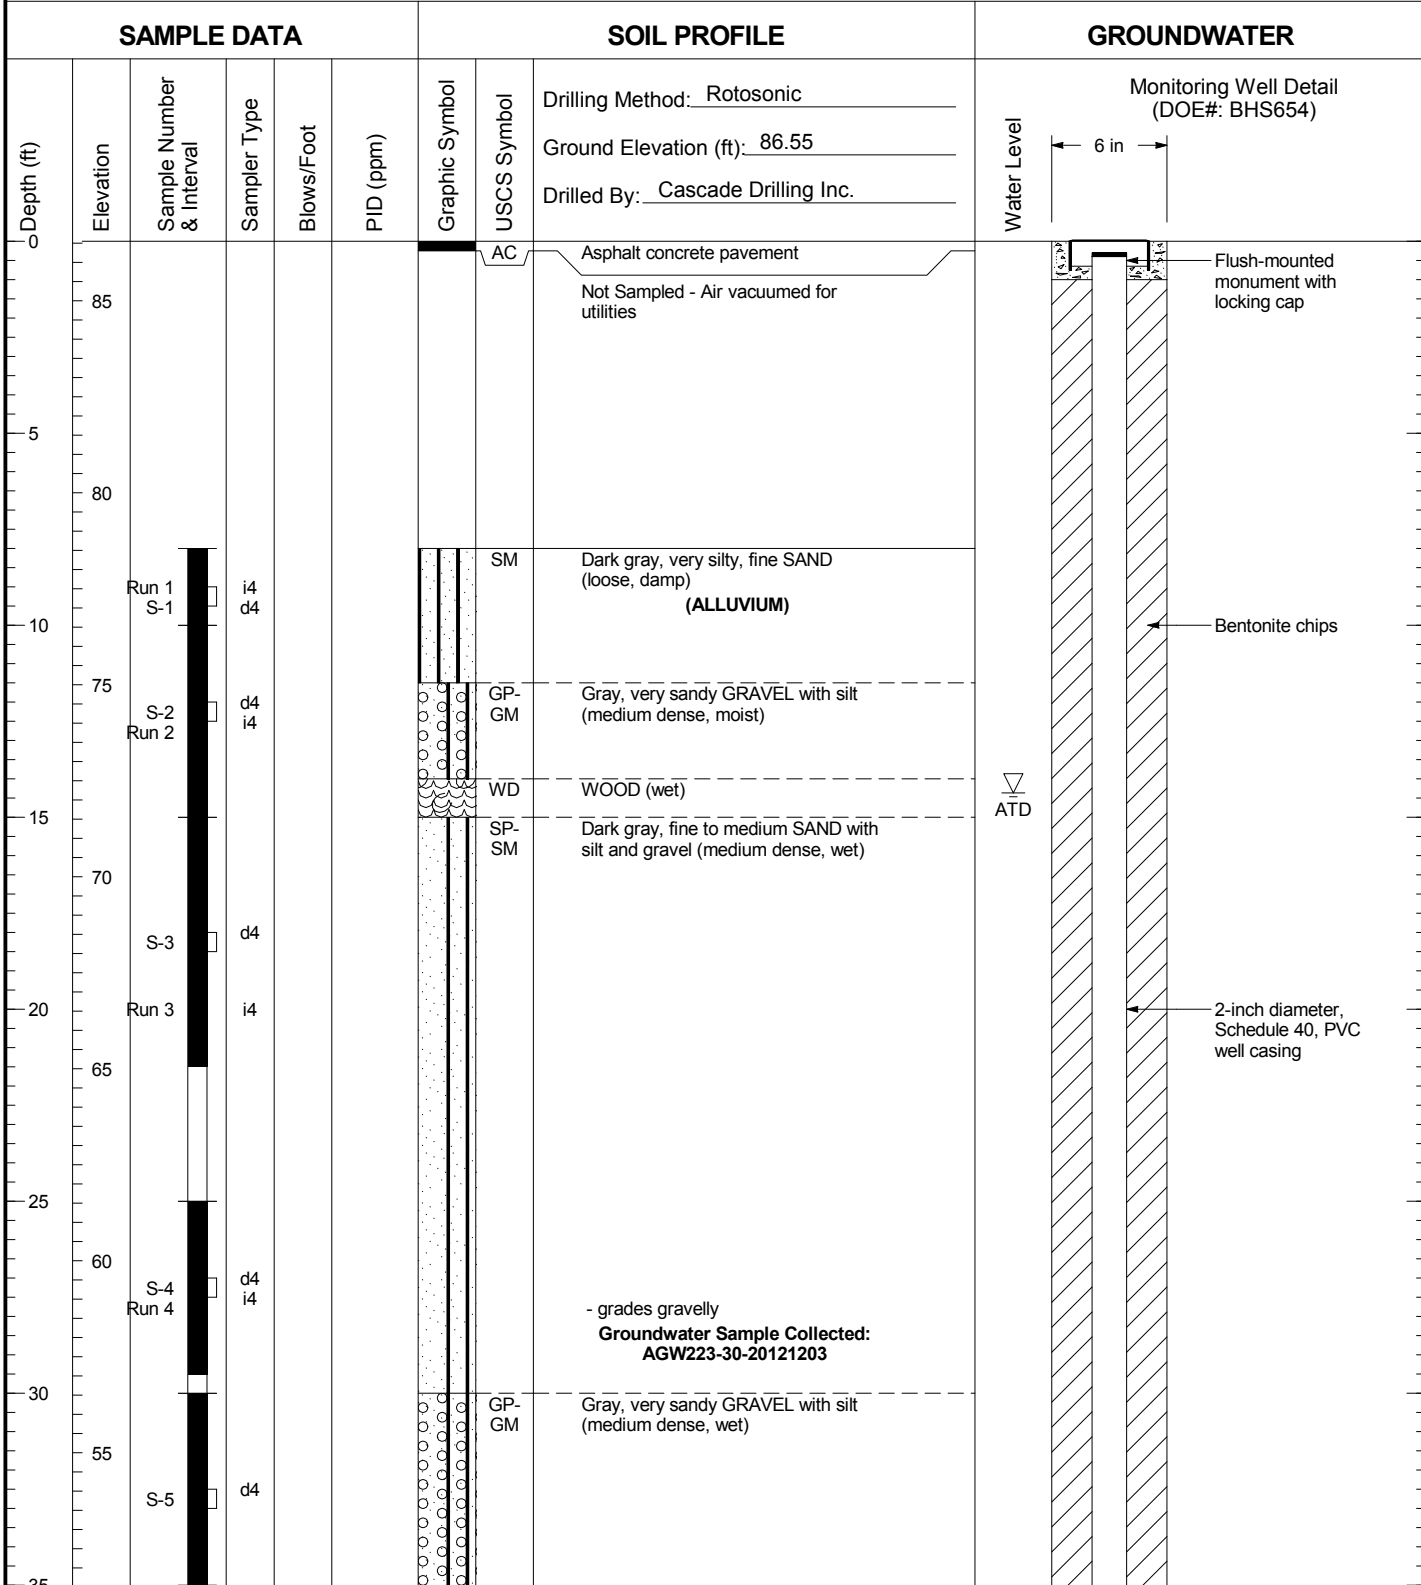 SAMPLE DATA
SOIL PROFILE
GROUNDWATER
Depth (ft)
Elevation
Sample Number
& Interval
Sampler Type
Blows/Foot
PID (ppm)
Graphic Symbol
USCS Symbol
Drilling Method: Rotosonic
Ground Elevation (ft): 86.55
Drilled By: Cascade Drilling Inc.
Water Level
Monitoring Well Detail
(DOE#: BHS654)
6 in
0
AC
Asphalt concrete pavement
Flush-mounted
monument with
locking cap
Not Sampled - Air vacuumed for
utilities
85
5
80
SM
Dark gray, very silty, fine SAND
(loose, damp)
(ALLUVIUM)
Run 1
i4
S-1
d4
10
Bentonite chips
75
GP-
GM
Gray, very sandy GRAVEL with silt
(medium dense, moist)
S-2
d4
Run 2
i4
WD
WOOD (wet)
ATD
15
SP-
SM
Dark gray, fine to medium SAND with
silt and gravel (medium dense, wet)
70
S-3
d4
20
Run 3
i4
2-inch diameter,
Schedule 40, PVC
well casing
65
25
60
S-4
d4
Run 4
i4
- grades gravelly
Groundwater Sample Collected:
AGW223-30-20121203
30
GP-
GM
Gray, very sandy GRAVEL with silt
(medium dense, wet)
55
S-5
d4
35